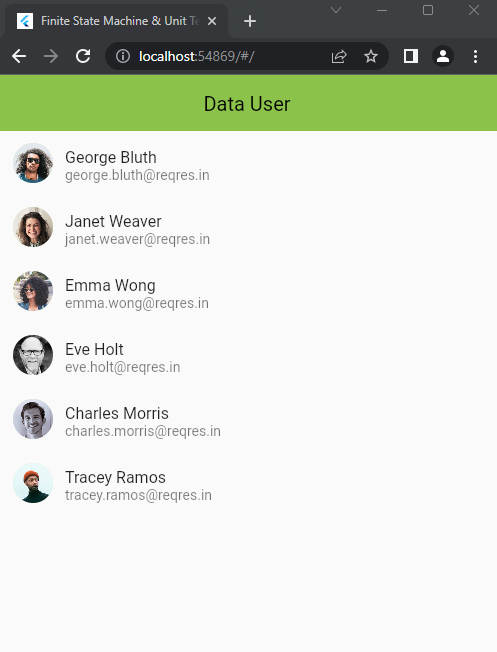 Finite State Machine & Unit Te
localhost:54869/#/
Data User
George Bluth
george.bluth@reqres.in
Janet Weaver
janet.weaver@reqres.in
Emma Wong
emma.wong@reqres.in
Eve Holt
eve.holt@reqres.in
Charles Morris
charles.morris@reqres.in
Tracey Ramos
tracey.ramos@reqres.in